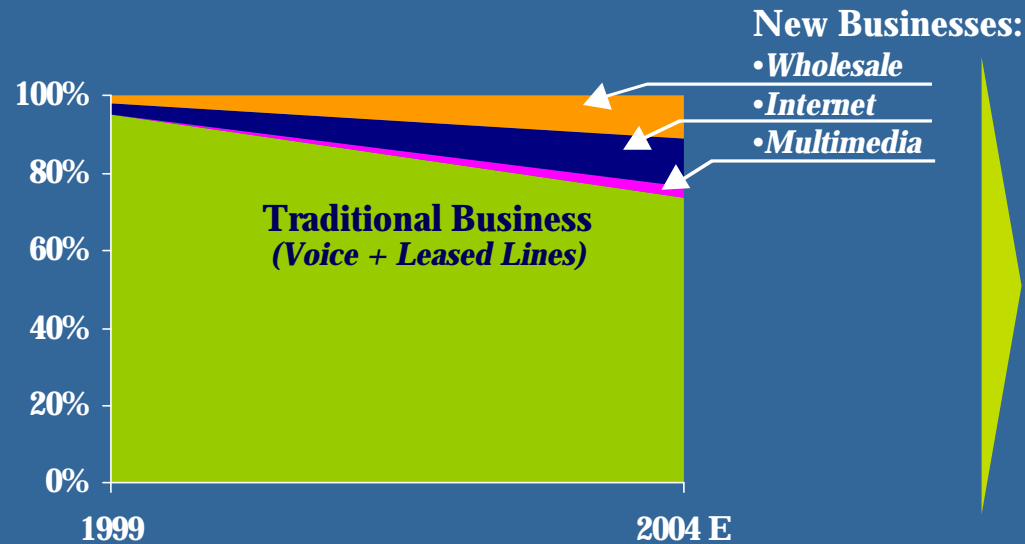 New Businesses:
•Wholesale
•Internet
•Multimedia
100%
80%
60%
40%
20%
0%
Traditional Business
(Voice + Leased Lines)
1999
2004 E